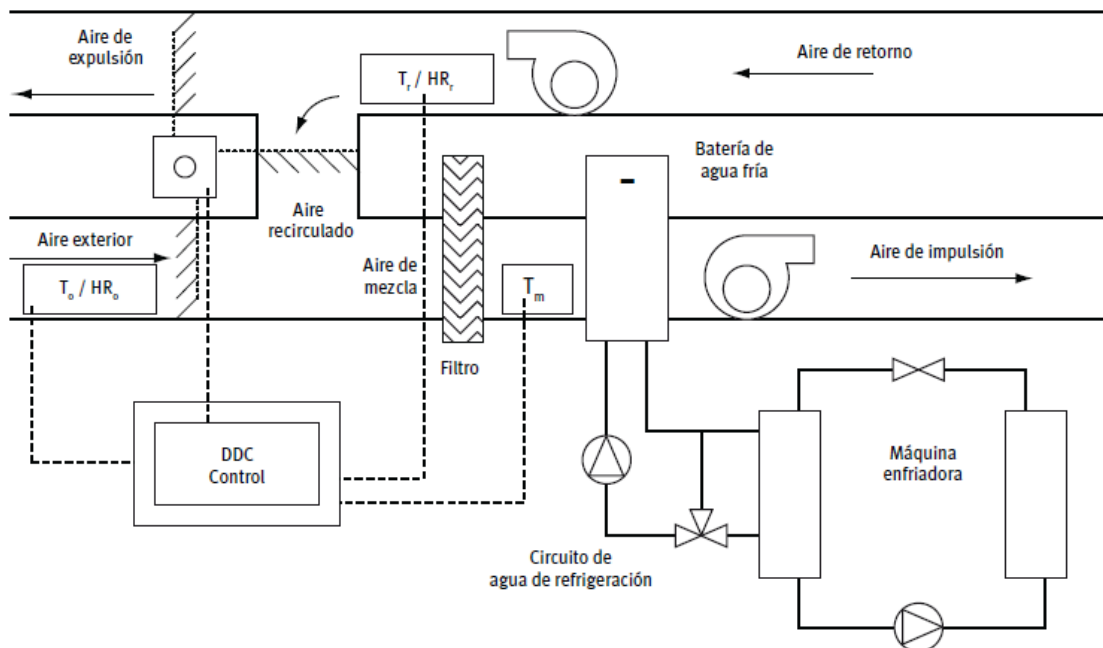 Aire de
expulsión
T_r / HR_r
Aire de retorno
Batería de
agua fría
-
Aire
recirculado
Aire exterior
T_o / HR_o
Aire de
mezcla
T_m
Aire de impulsión
Filtro
DDC
Control
Máquina
enfriadora
Circuito de
agua de refrigeración